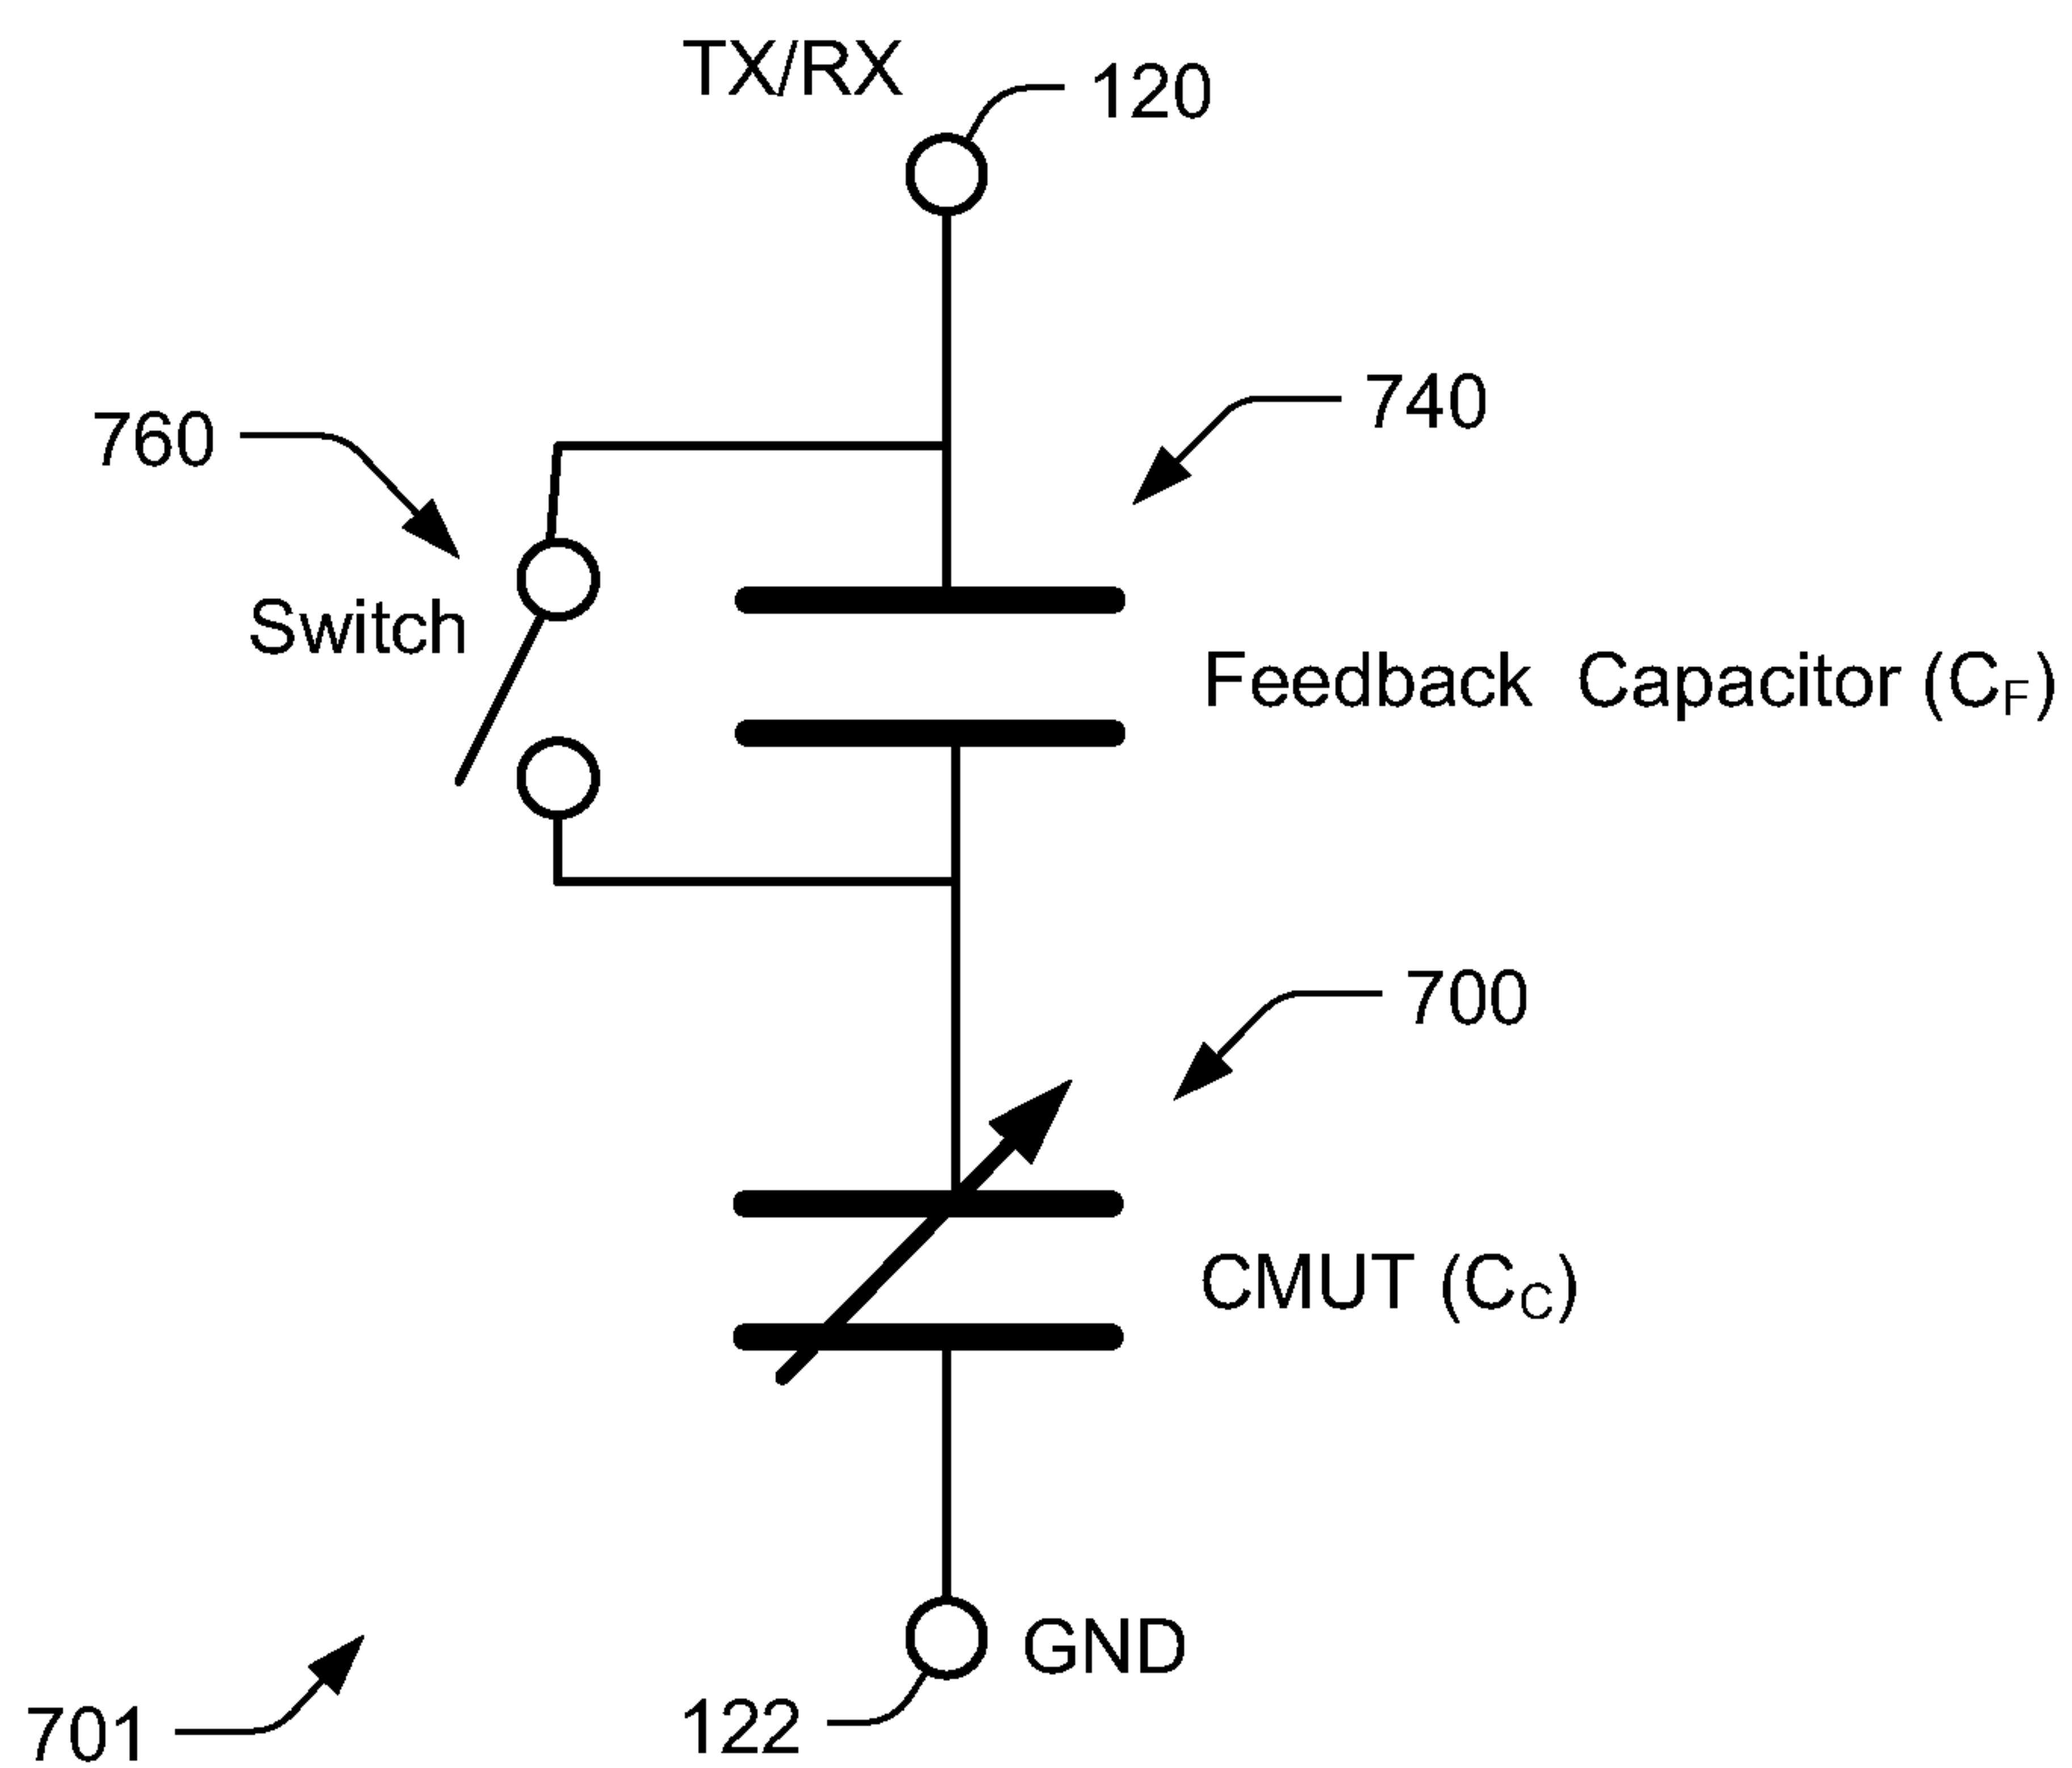 TX/RX
120
740
760
Switch
Feedback Capacitor (CF)
700
CMUT (CC)
GND
122
701